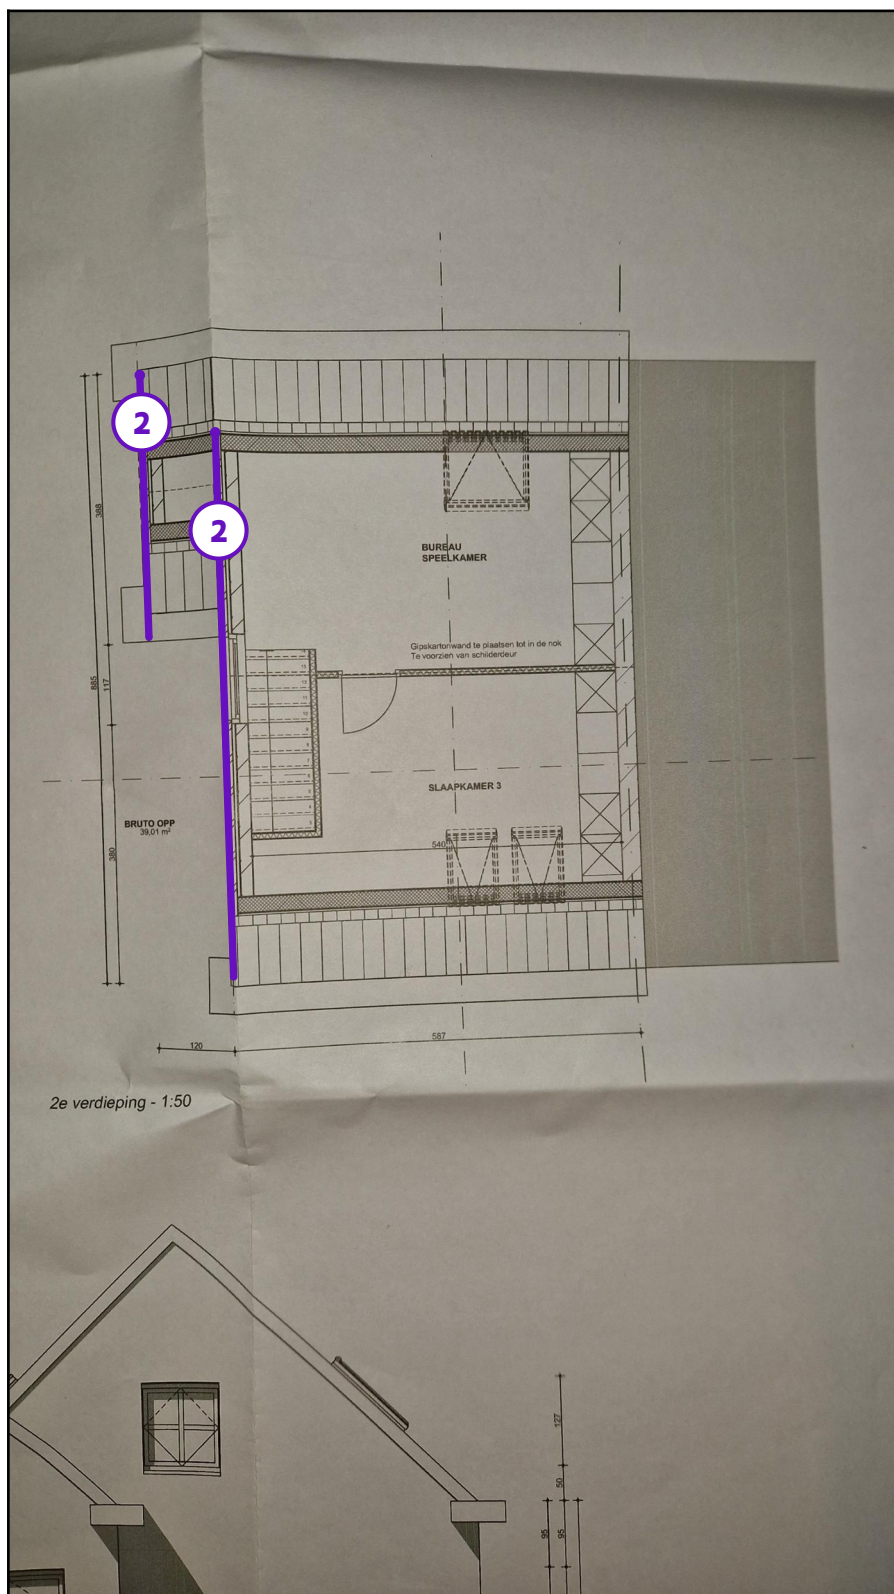 2
2
388
BUREAU
SPEELKAMER
Gipskartonwand te plaatsen tot in de nok
Te voorzien van schilderdeur
885
117
SLAAPKAMER 3
BRUTO OPP
39,01 m²
380
540
120
587
2e verdieping - 1:50
127
50
95
95